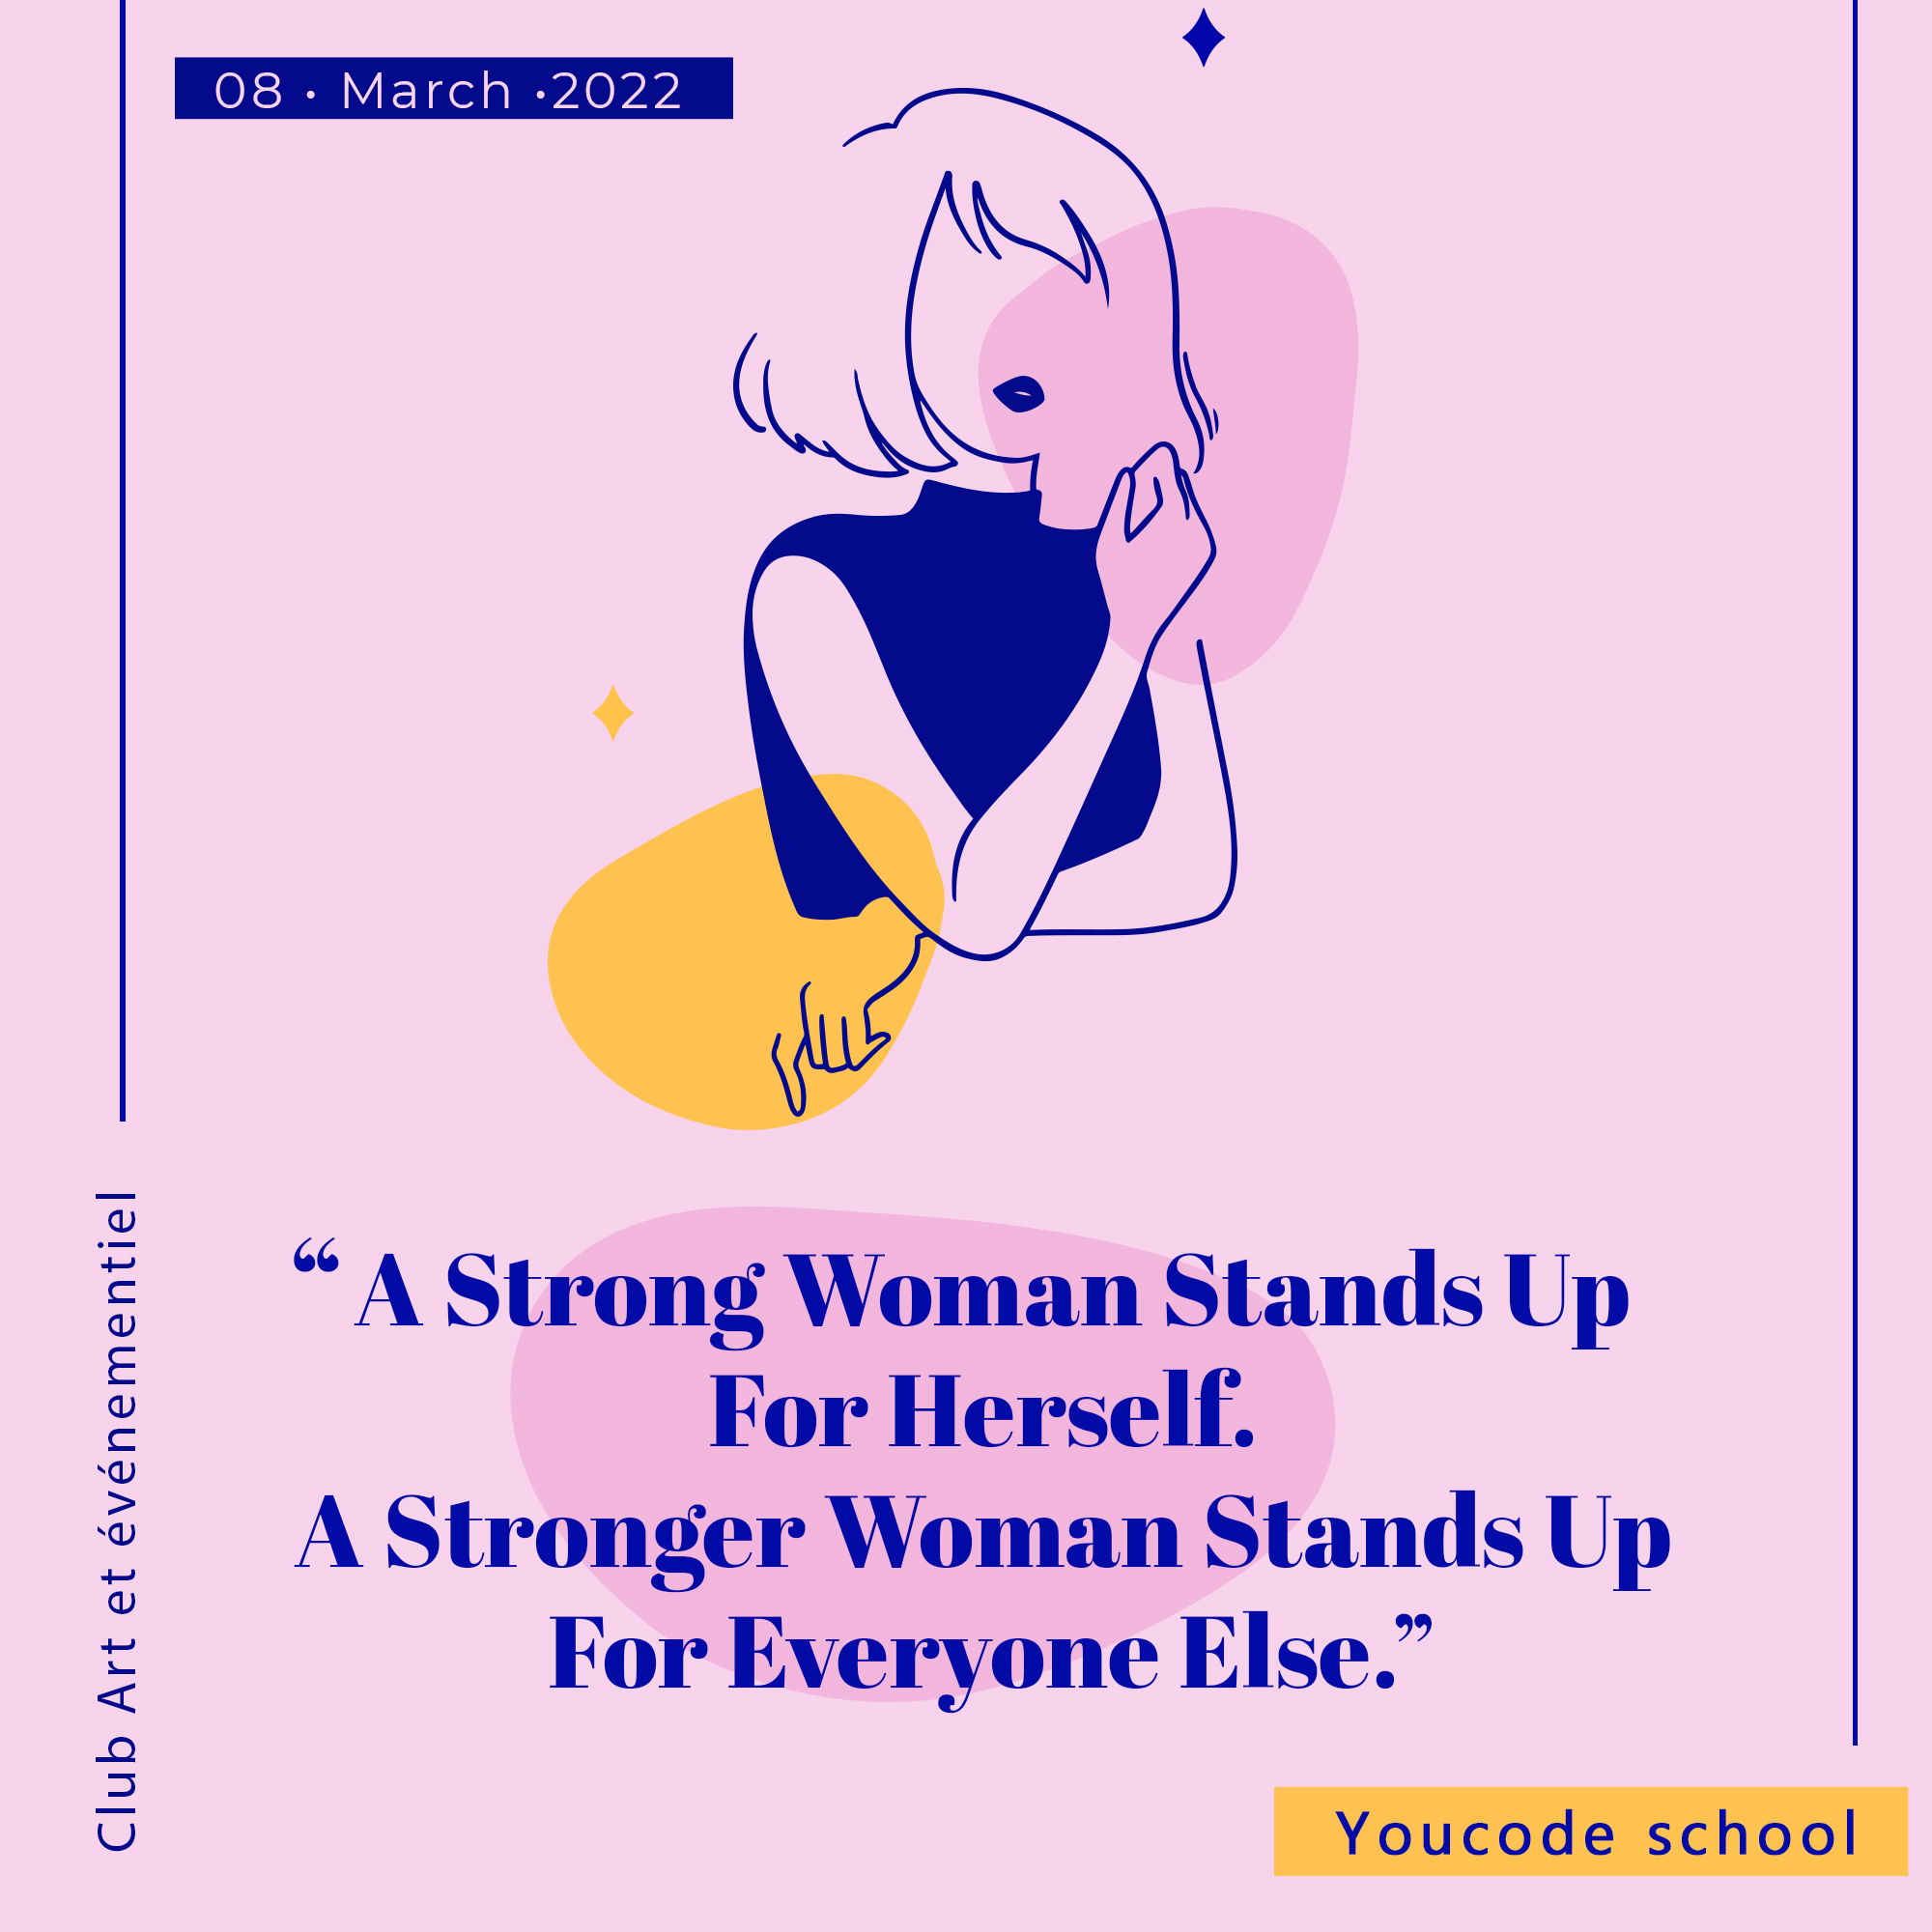 08 • March •2022
“ A Strong Woman Stands Up
For Herself.
A Stronger Woman Stands Up
For Everyone Else.”
Club Art et événementiel
Youcode school